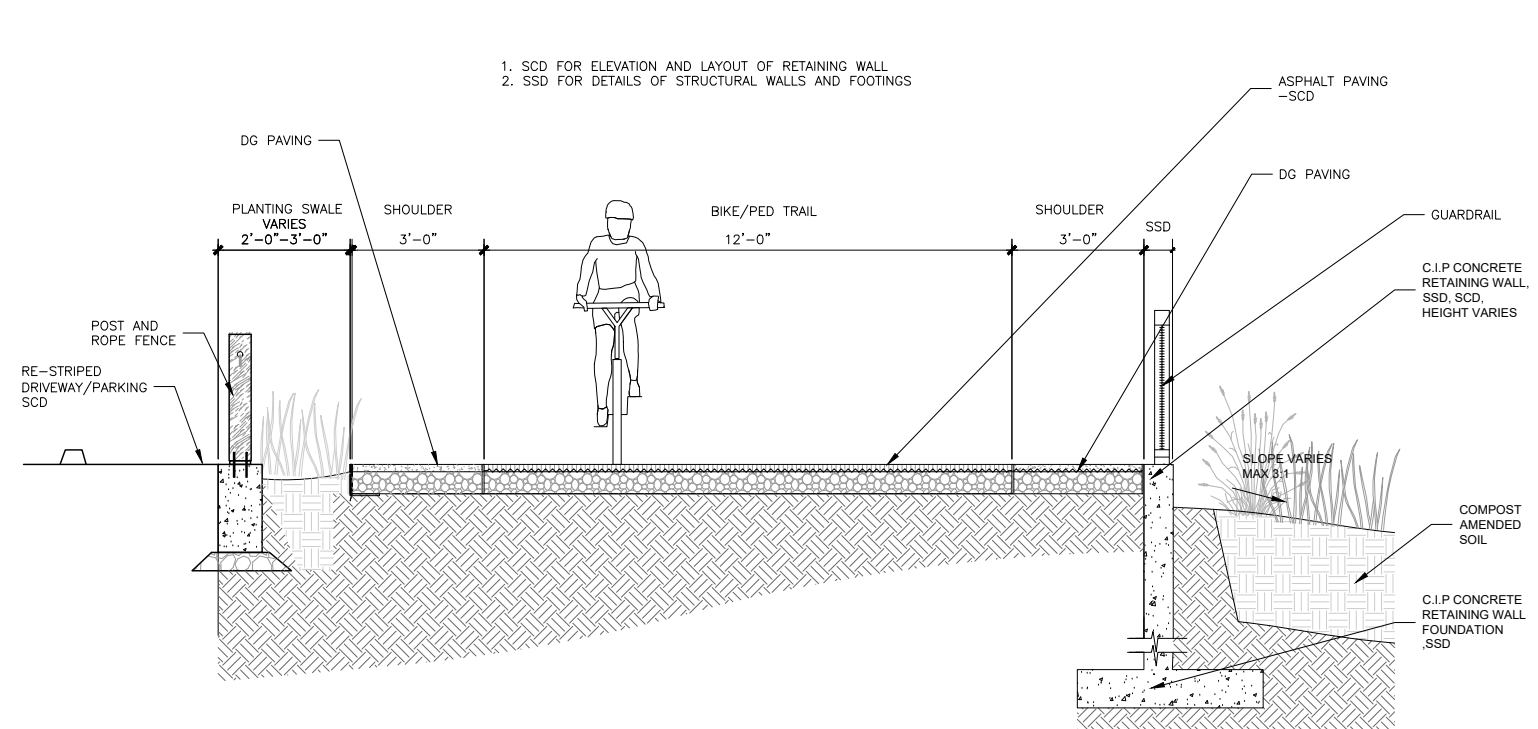 1. SCD FOR ELEVATION AND LAYOUT OF RETAINING WALL
2. SSD FOR DETAILS OF STRUCTURAL WALLS AND FOOTINGS
ASPHALT PAVING
-SCD
DG PAVING
DG PAVING
PLANTING SWALE
VARIES
2'-0"-3'-0"
SHOULDER
3'-0"
BIKE/PED TRAIL
12'-0"
SHOULDER
3'-0"
SSD
GUARDRAIL
C.I.P CONCRETE
RETAINING WALL,
SSD, SCD,
HEIGHT VARIES
POST AND
ROPE FENCE
RE-STRIPED
DRIVEWAY/PARKING
SCD
SLOPE VARIES
MAX 3:1
COMPOST
AMENDED
SOIL
C.I.P CONCRETE
RETAINING WALL
FOUNDATION
,SSD